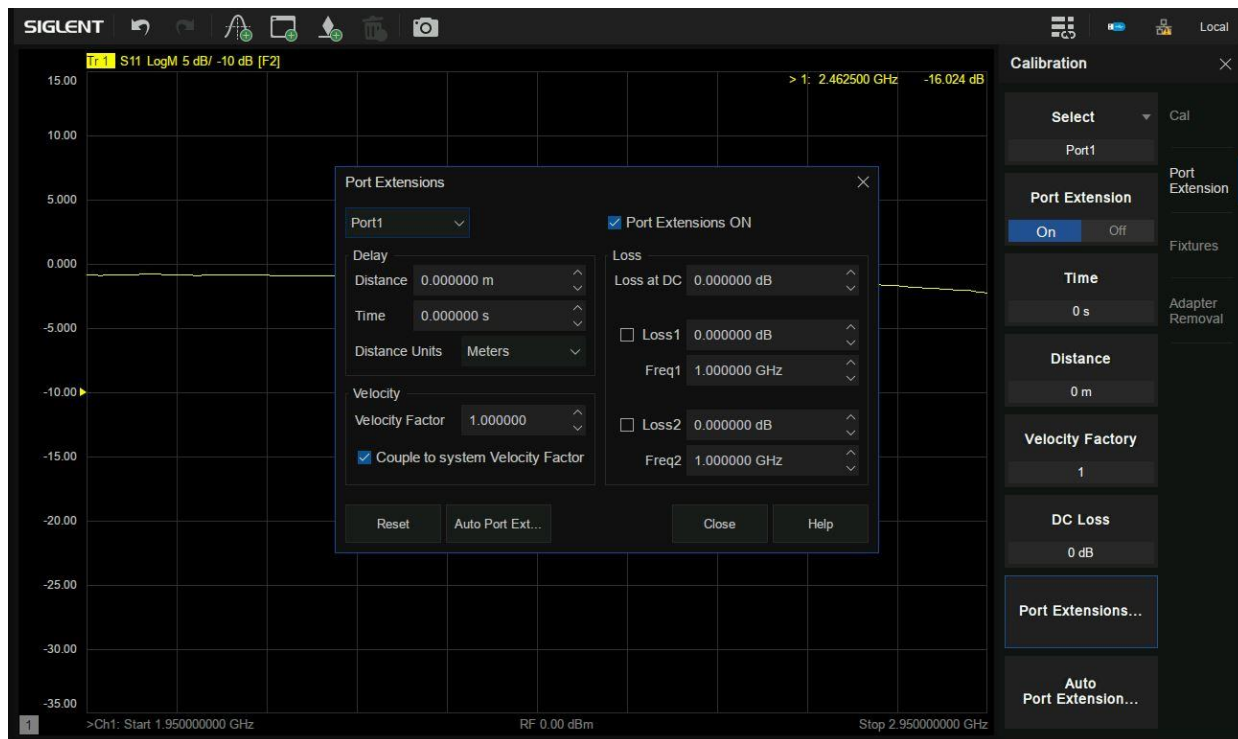 SIGLENT
Local
Tr 1 S11 LogM 5 dB/ -10 dB [F2]
> 1: 2.462500 GHz -16.024 dB
15.00
10.00
5.000
0.000
-5.000
-10.00
-15.00
-20.00
-25.00
-30.00
-35.00
1
>Ch1: Start 1.950000000 GHz
RF 0.00 dBm
Stop 2.950000000 GHz
Port Extensions
Port1
Port Extensions ON
Delay
Distance 0.000000 m
Time 0.000000 s
Distance Units Meters
Velocity
Velocity Factor 1.000000
Couple to system Velocity Factor
Loss
Loss at DC 0.000000 dB
Loss1 0.000000 dB
Freq1 1.000000 GHz
Loss2 0.000000 dB
Freq2 1.000000 GHz
Reset
Auto Port Ext...
Close
Help
Calibration
Select
Port1
Port Extension
On Off
Time
0 s
Distance
0 m
Velocity Factory
1
DC Loss
0 dB
Port Extensions...
Auto
Port Extension...
Cal
Port
Extension
Fixtures
Adapter
Removal